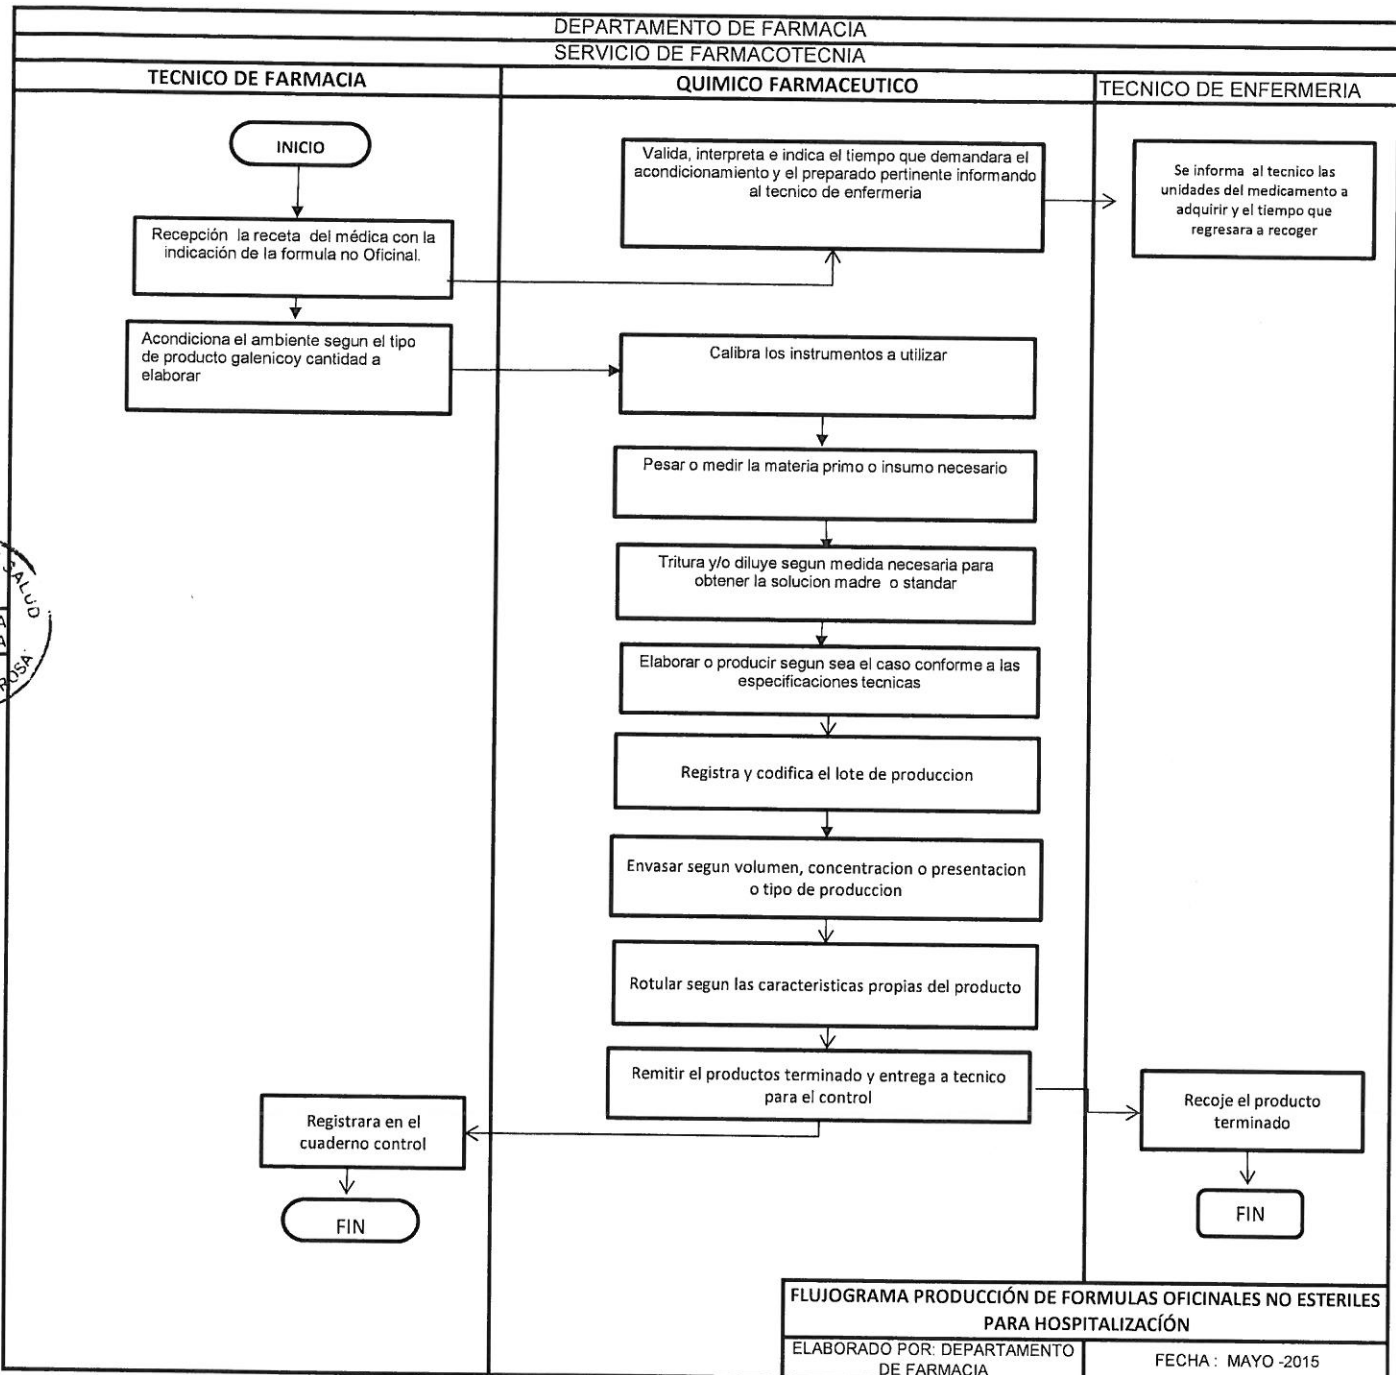 DEPARTAMENTO DE FARMACIA
SERVICIO DE FARMACOTECNIA
TECNICO DE FARMACIA
QUIMICO FARMACEUTICO
TECNICO DE ENFERMERIA
INICIO
Valida, interpreta e indica el tiempo que demandara el
acondicionamiento y el preparado pertinente informando
al tecnico de enfermeria
Se informa al tecnico las
unidades del medicamento a
adquirir y el tiempo que
regresara a recoger
Recepción la receta del médica con la
indicación de la formula no Oficinal.
Acondiciona el ambiente segun el tipo
de producto galenicoy cantidad a
elaborar
Calibra los instrumentos a utilizar
Pesar o medir la materia primo o insumo necesario
Tritura y/o diluye segun medida necesaria para
obtener la solucion madre o standar
SALUD
ROSA
Elaborar o producir segun sea el caso conforme a las
especificaciones tecnicas
Registra y codifica el lote de produccion
Envasar segun volumen, concentracion o presentacion
o tipo de produccion
Rotular segun las caracteristicas propias del producto
Remitir el productos terminado y entrega a tecnico
para el control
Registrara en el
cuaderno control
Recoje el producto
terminado
FIN
FIN
FLUJOGRAMA PRODUCCIÓN DE FORMULAS OFICINALES NO ESTERILES
PARA HOSPITALIZACÍÓN
ELABORADO POR: DEPARTAMENTO
DE FARMACIA
FECHA : MAYO -2015